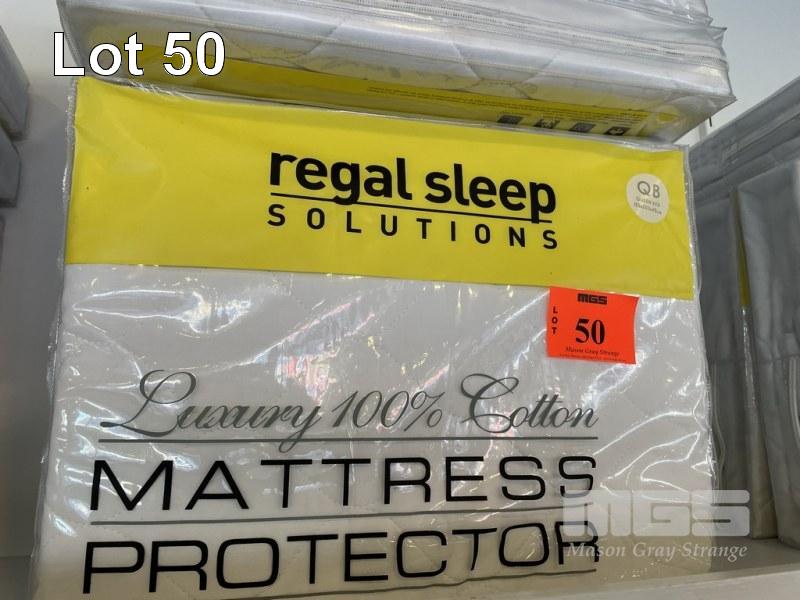 Lot 50
regal sleep
SOLUTIONS
QB
MGS
LOT
50
Mason Gray Strange
Luxury 100% Cotton
MATTRESS
PROTECTOR
MGS
Mason Gray Strange